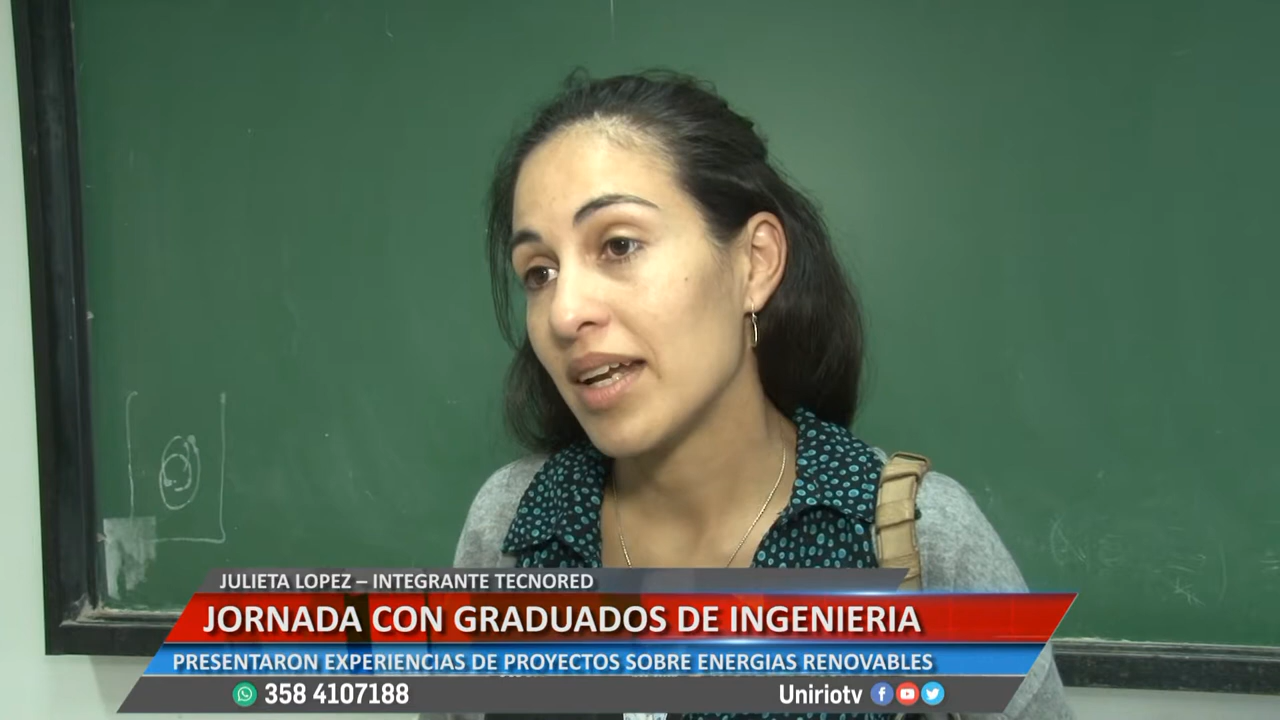 JULIETA LOPEZ – INTEGRANTE TECNORED
JORNADA CON GRADUADOS DE INGENIERIA
PRESENTARON EXPERIENCIAS DE PROYECTOS SOBRE ENERGIAS RENOVABLES
358 4107188
Uniriotv